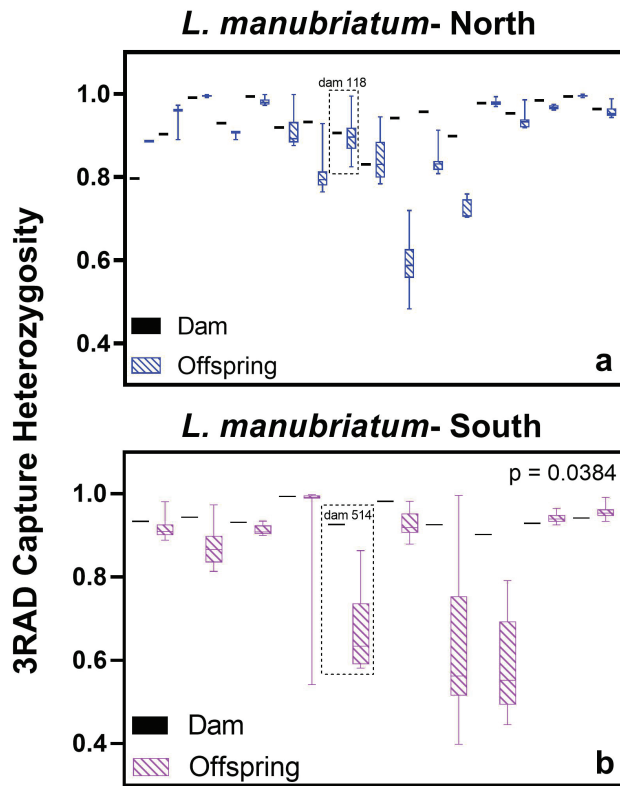 L. manubriatum- North
dam 118
1.0
0.8
0.6
0.4
Dam
Offspring
a
3RAD Capture Heterozygosity
L. manubriatum- South
p = 0.0384
1.0
dam 514
0.8
0.6
0.4
Dam
Offspring
b